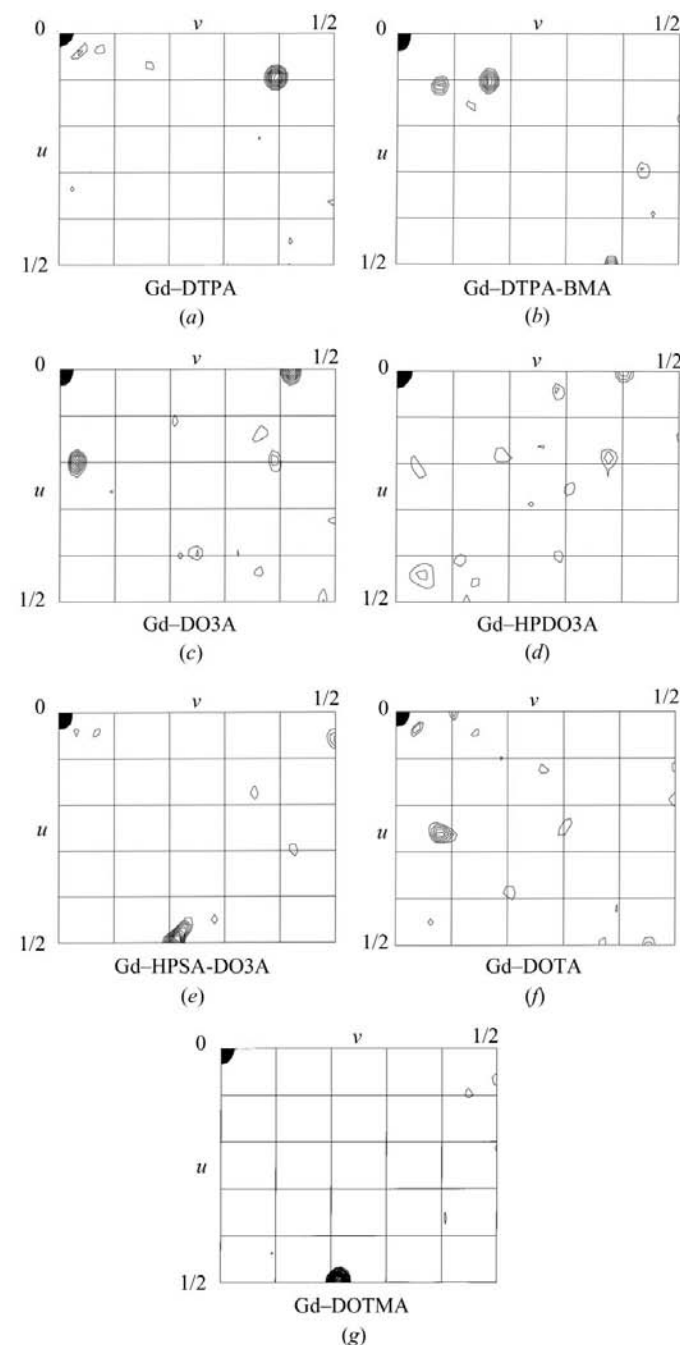 0 v 1/2 0 v 1/2
u u
1/2 1/2
Gd–DTPA Gd–DTPA-BMA
(a) (b)
0 v 1/2 0 v 1/2
u u
1/2 1/2
Gd–DO3A Gd–HPDO3A
(c) (d)
0 v 1/2 0 v 1/2
u u
1/2 1/2
Gd–HPSA-DO3A Gd–DOTA
(e) (f)
0 v 1/2
u
1/2
Gd–DOTMA
(g)